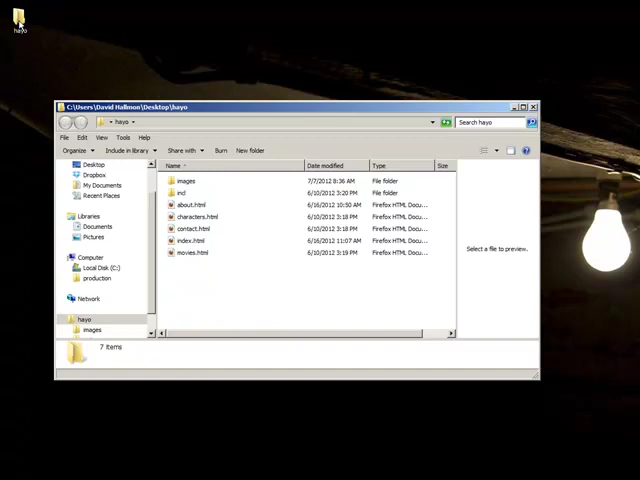 hayo
C:\Users\David Hallmon\Desktop\hayo
hayo
Search hayo
File Edit View Tools Help
Organize Include in library Share with Burn New folder
Name Date modified Type Size
Desktop
Dropbox
My Documents
Recent Places
Libraries
Documents
Pictures
Computer
Local Disk (C:)
production
Network
hayo
images
images 7/7/2012 8:36 AM File folder
incl 6/10/2012 3:20 PM File folder
about.html 6/16/2012 10:50 AM Firefox HTML Docu...
characters.html 6/10/2012 3:18 PM Firefox HTML Docu...
contact.html 6/10/2012 3:18 PM Firefox HTML Docu...
index.html 6/16/2012 11:07 AM Firefox HTML Docu...
movies.html 6/10/2012 3:19 PM Firefox HTML Docu...
Select a file to preview.
7 items